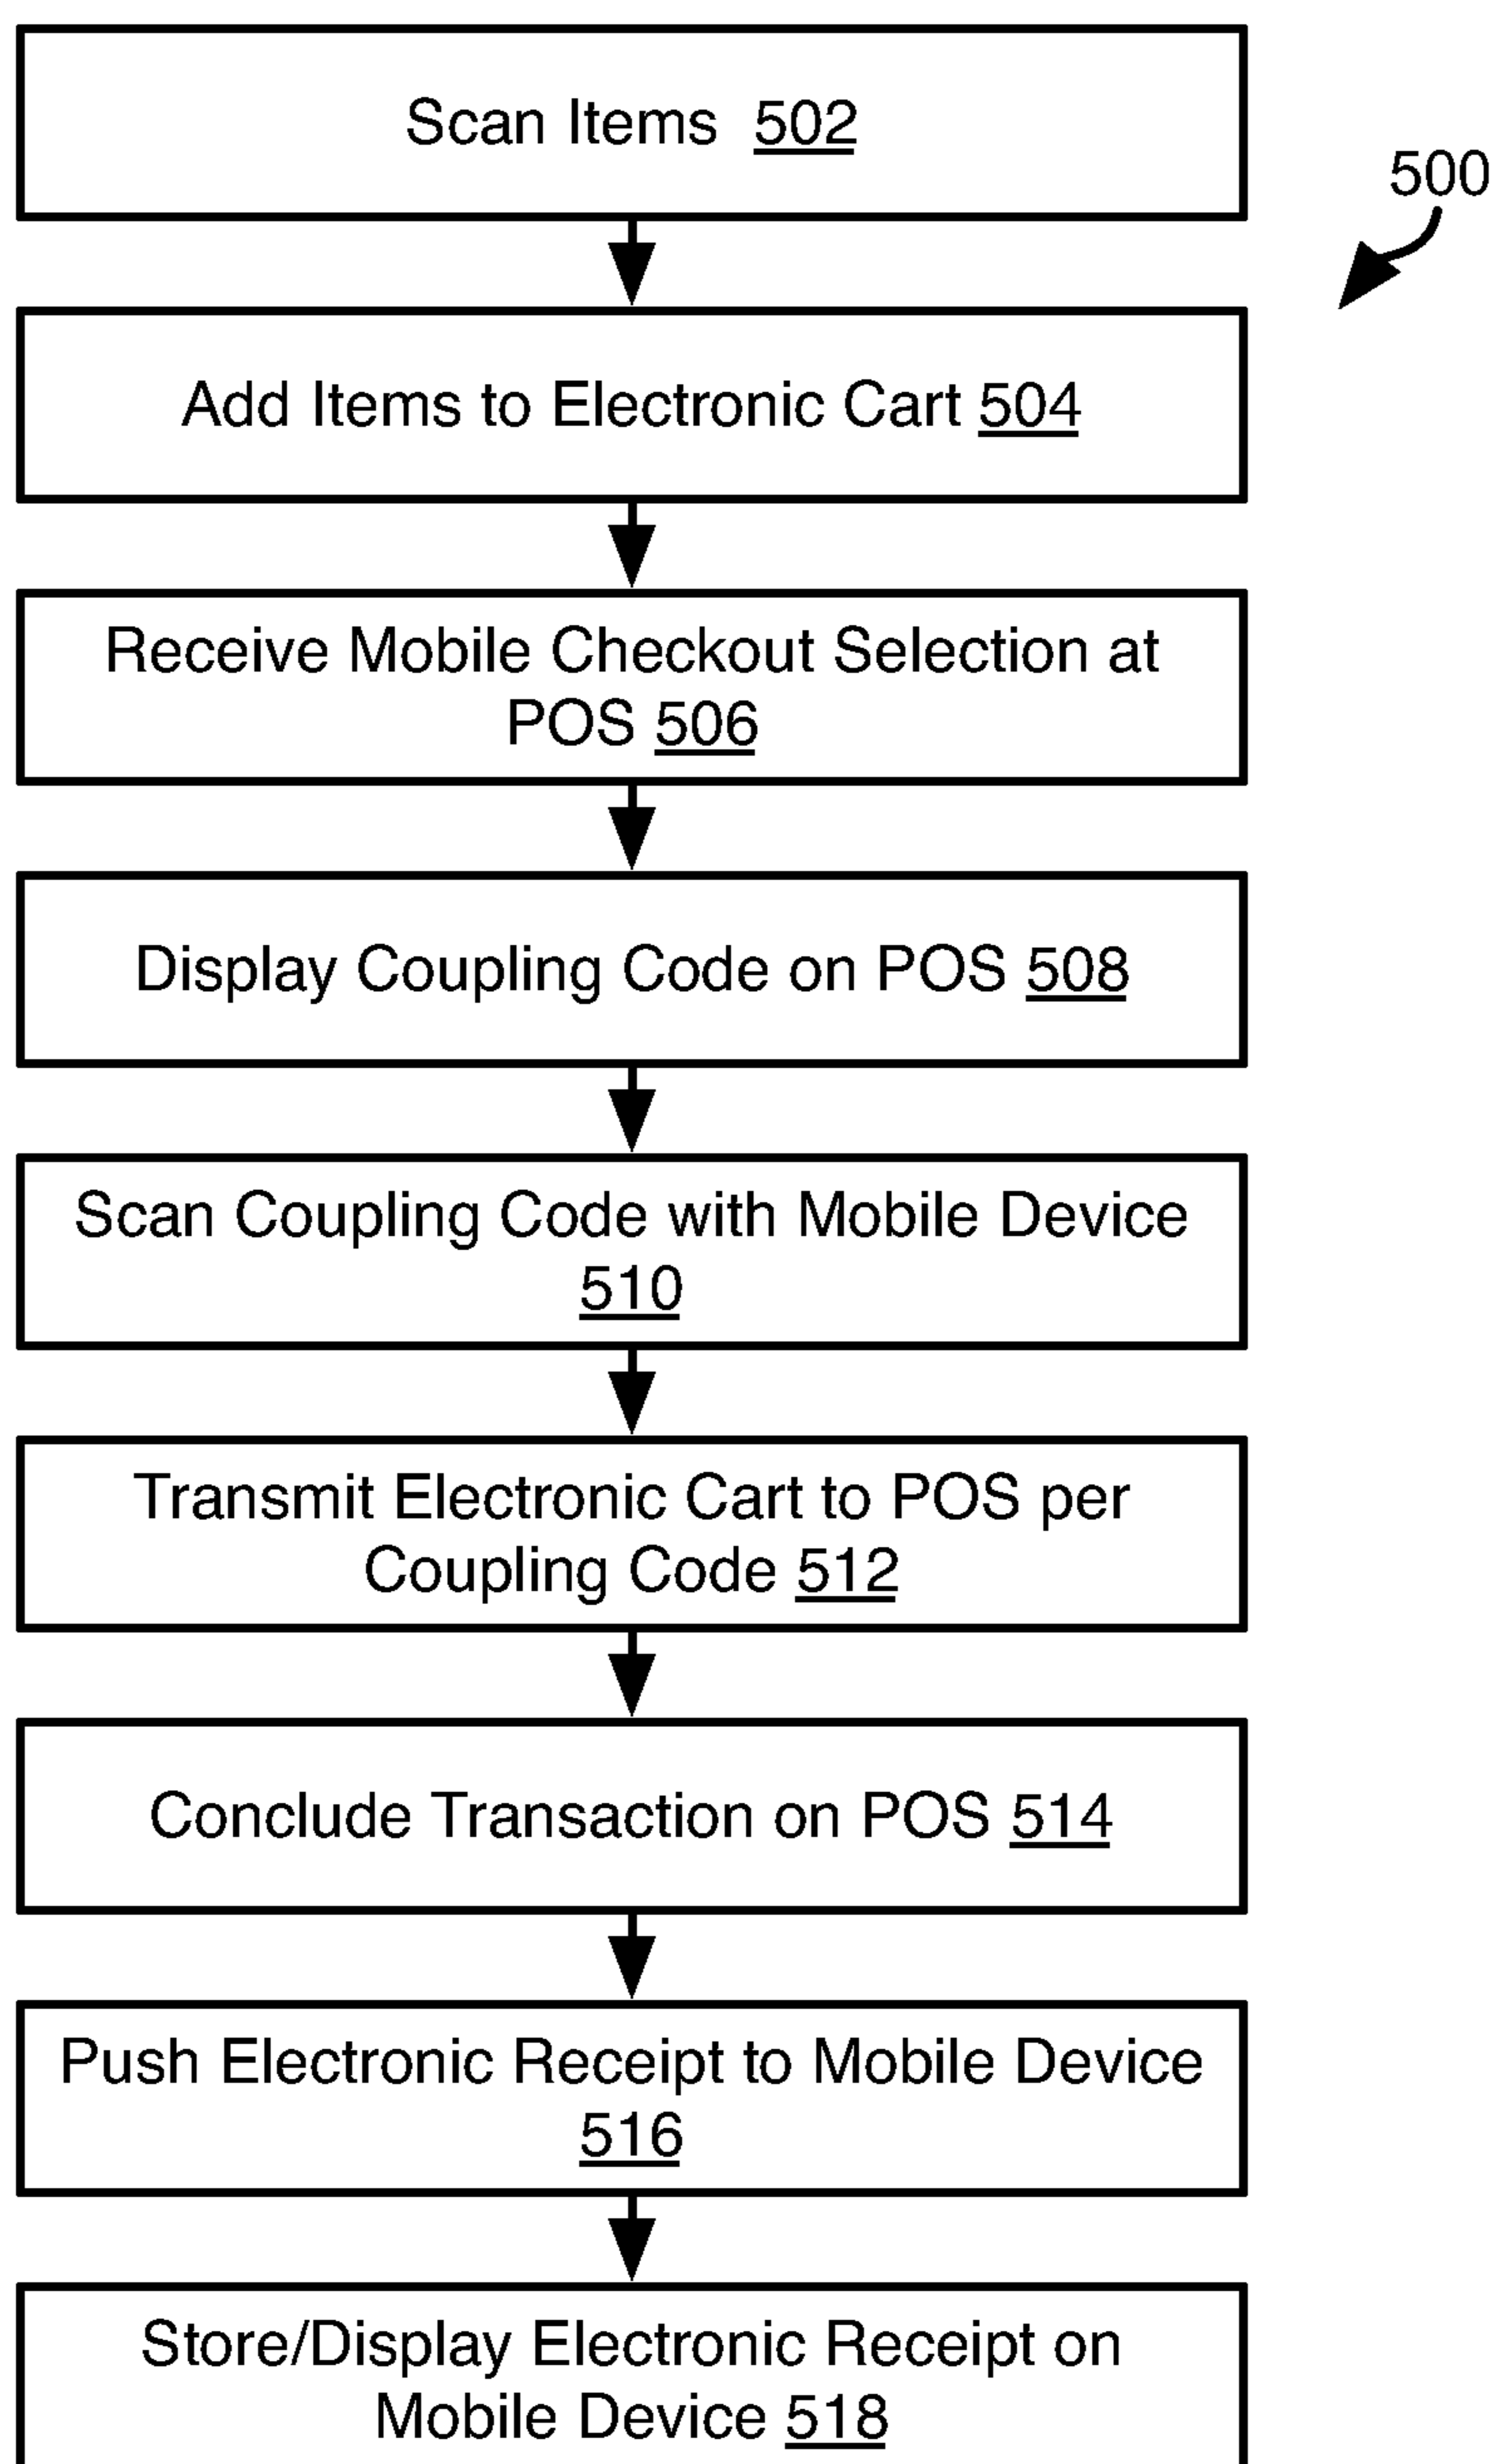 Scan Items 502
500
Add Items to Electronic Cart 504
Receive Mobile Checkout Selection at
POS 506
Display Coupling Code on POS 508
Scan Coupling Code with Mobile Device
510
Transmit Electronic Cart to POS per
Coupling Code 512
Conclude Transaction on POS 514
Push Electronic Receipt to Mobile Device
516
Store/Display Electronic Receipt on
Mobile Device 518